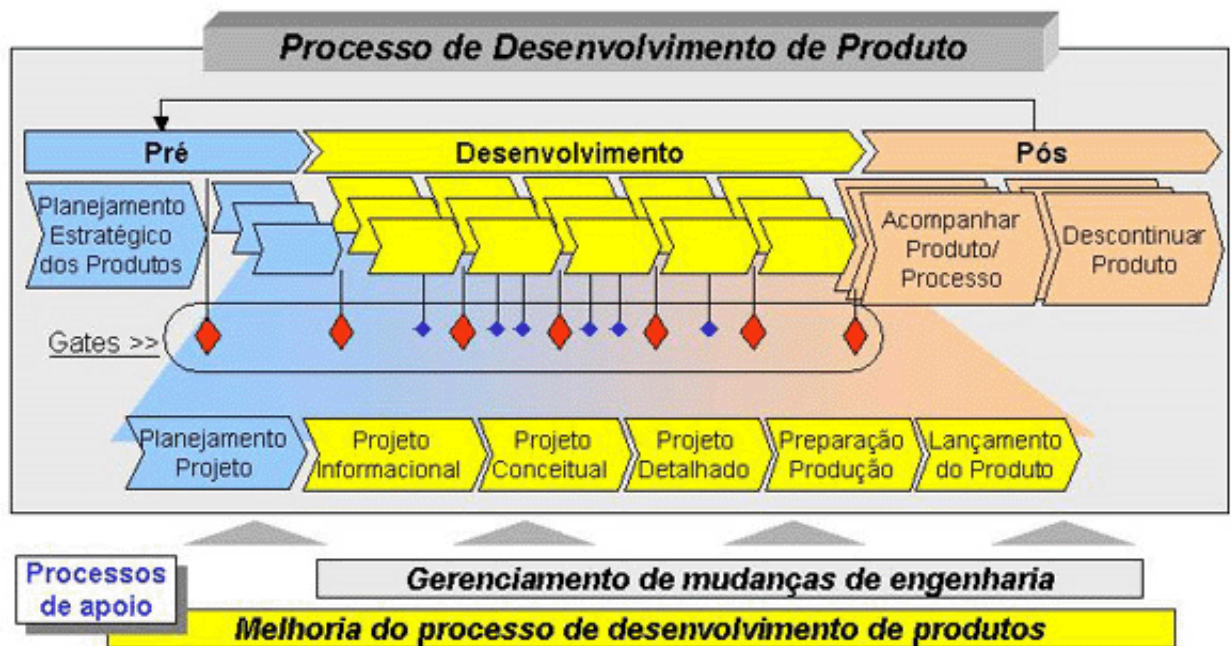 Processo de Desenvolvimento de Produto
Pré
Desenvolvimento
Pós
Planejamento
Estratégico
dos Produtos
Acompanhar
Produto/
Processo
Descontinuar
Produto
Gates >>
Planejamento
Projeto
Projeto
Informacional
Projeto
Conceitual
Projeto
Detalhado
Preparação
Produção
Lançamento
do Produto
Processos
de apoio
Gerenciamento de mudanças de engenharia
Melhoria do processo de desenvolvimento de produtos